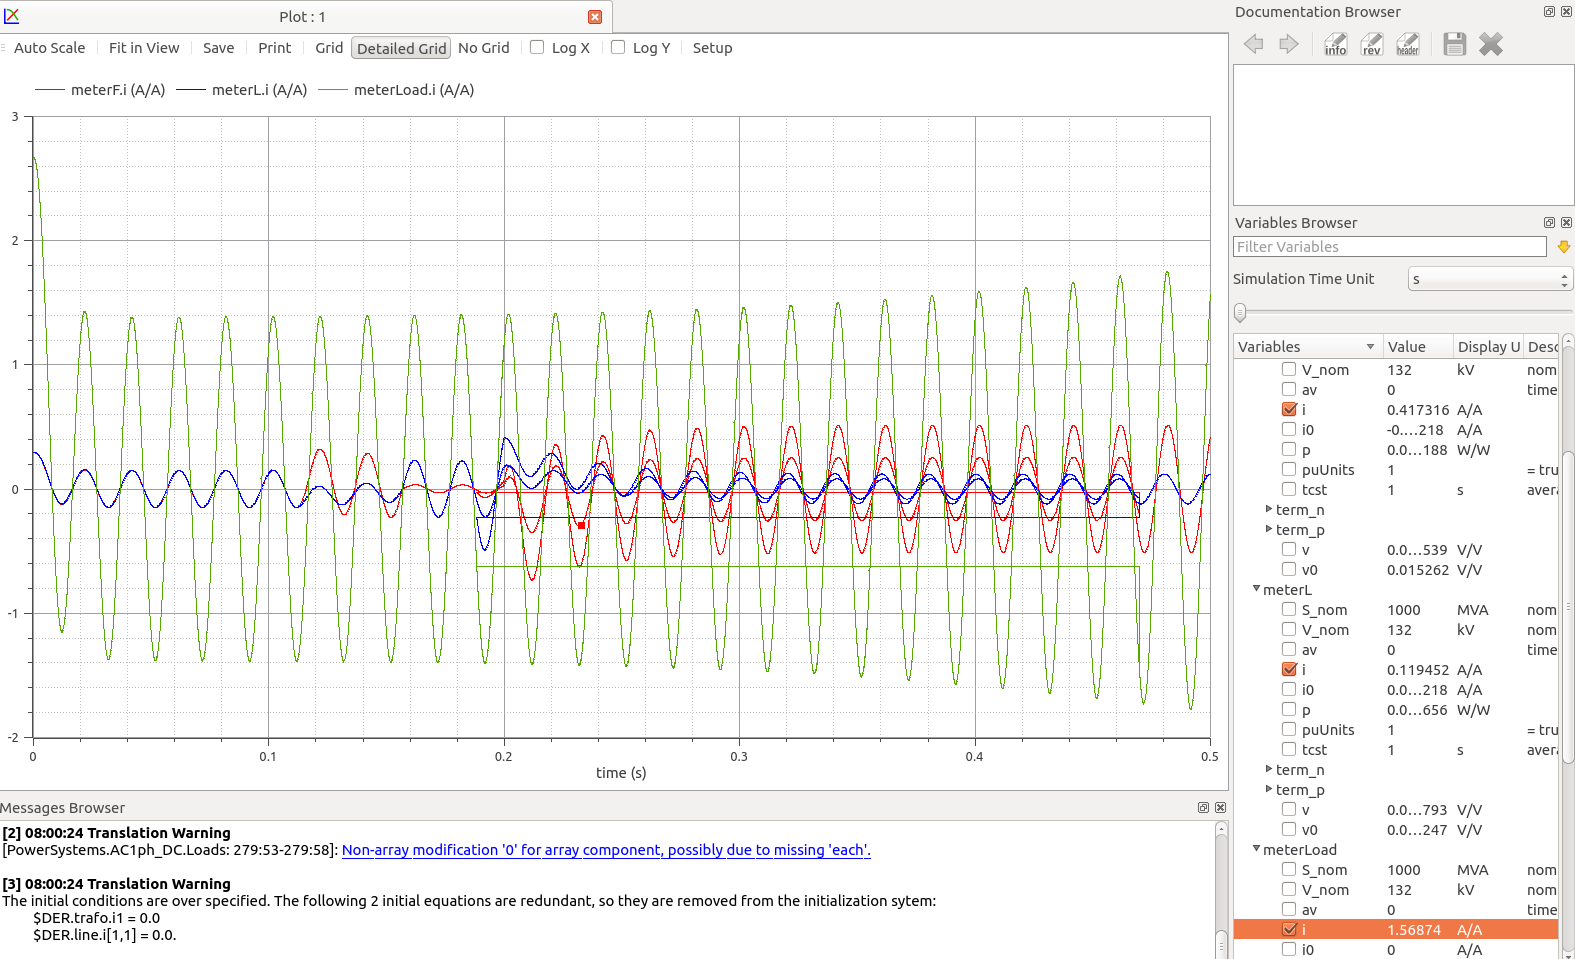 Plot : 1
Auto Scale Fit in View Save Print Grid Detailed Grid No Grid Log X Log Y Setup
meterF.i (A/A) meterL.i (A/A) meterLoad.i (A/A)
3
2
1
0
-1
-2
0 0.1 0.2 0.3 0.4 0.5
time (s)
Messages Browser
[2] 08:00:24 Translation Warning
[PowerSystems.AC1ph_DC.Loads: 279:53-279:58]: Non-array modification '0' for array component, possibly due to missing 'each'.
[3] 08:00:24 Translation Warning
The initial conditions are over specified. The following 2 initial equations are redundant, so they are removed from the initialization sytem:
$DER.trafo.i1 = 0.0
$DER.line.i[1,1] = 0.0.
Documentation Browser
info rev header
Variables Browser
Filter Variables
Simulation Time Unit s
Variables Value Display U Desc
V_nom 132 kV nom
av 0 time
i 0.417316 A/A
i0 -0....218 A/A
p 0.0...188 W/W
puUnits 1 = tru
tcst 1 s avera
term_n
term_p
v 0.0...539 V/V
v0 0.015262 V/V
meterL
S_nom 1000 MVA nom
V_nom 132 kV nom
av 0 time
i 0.119452 A/A
i0 0.0...218 A/A
p 0.0...656 W/W
puUnits 1 = tru
tcst 1 s avera
term_n
term_p
v 0.0...793 V/V
v0 0.0...247 V/V
meterLoad
S_nom 1000 MVA nom
V_nom 132 kV nom
av 0 time
i 1.56874 A/A
i0 0 A/A